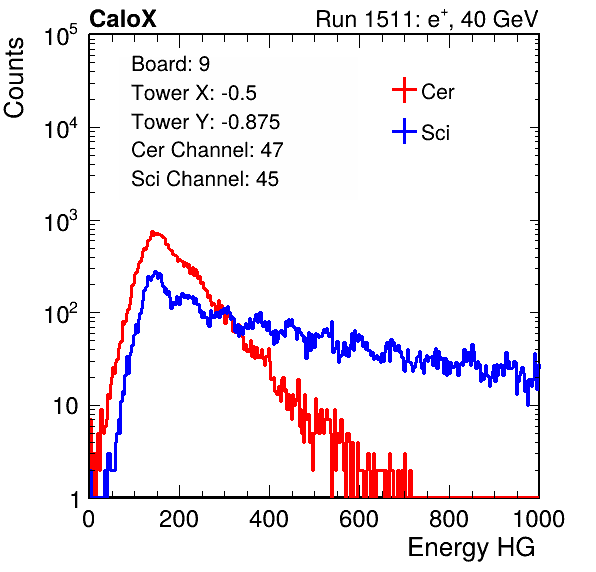 CaloX Run 1511: e⁺, 40 GeV
Counts
10⁵
10⁴
10³
10²
10
1
Board: 9
Tower X: -0.5
Tower Y: -0.875
Cer Channel: 47
Sci Channel: 45
Cer
Sci
0 200 400 600 800 1000
Energy HG